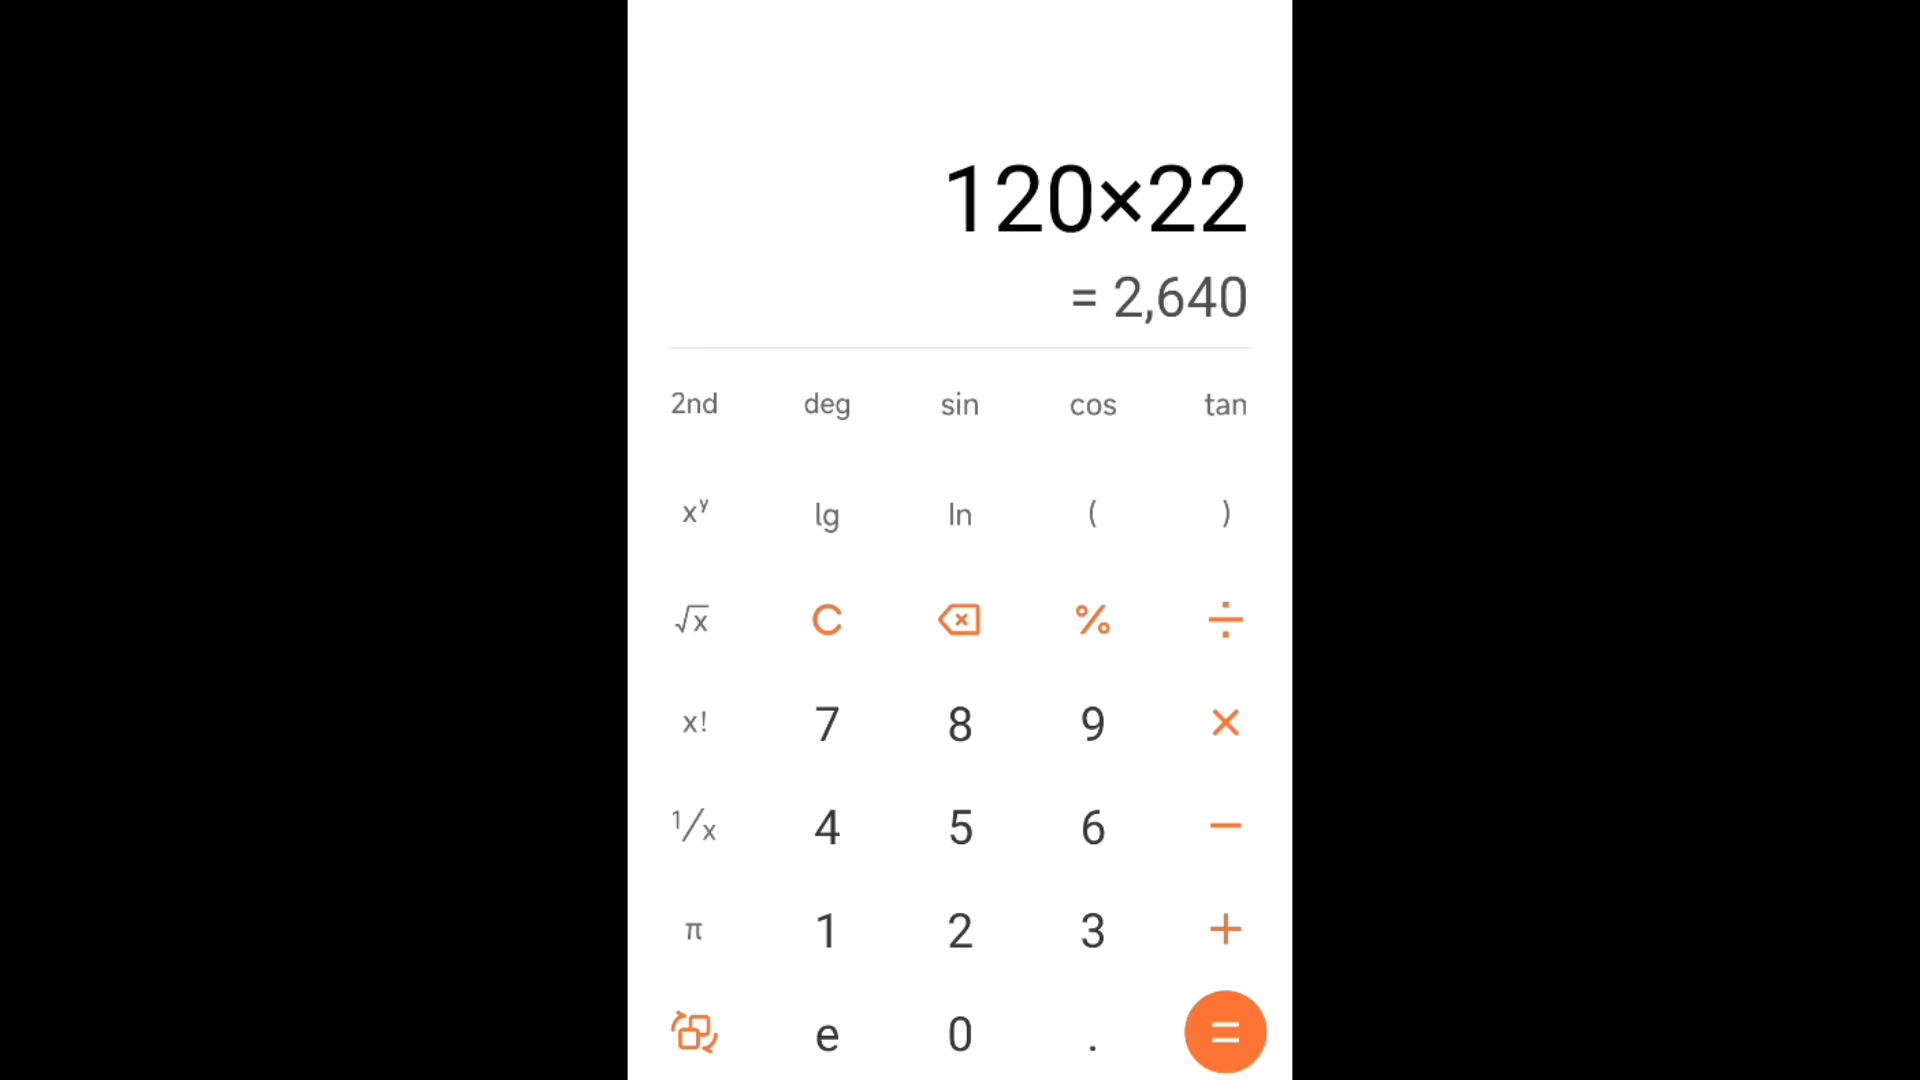 120×22
= 2,640
2nd deg sin cos tan
xʸ lg ln ( )
√x C % ÷
x! 7 8 9 ×
1/x 4 5 6 −
π 1 2 3 +
e 0 . =